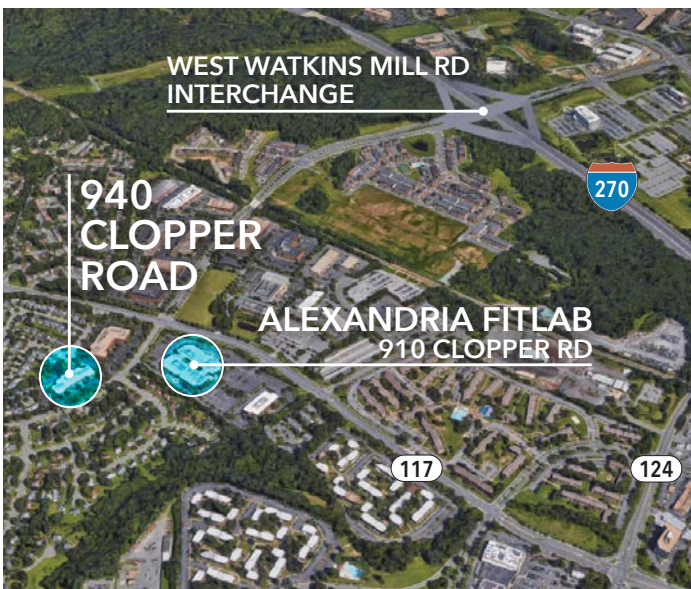 WEST WATKINS MILL RD
INTERCHANGE
270
940
CLOPPER
ROAD
ALEXANDRIA FITLAB
910 CLOPPER RD
117
124